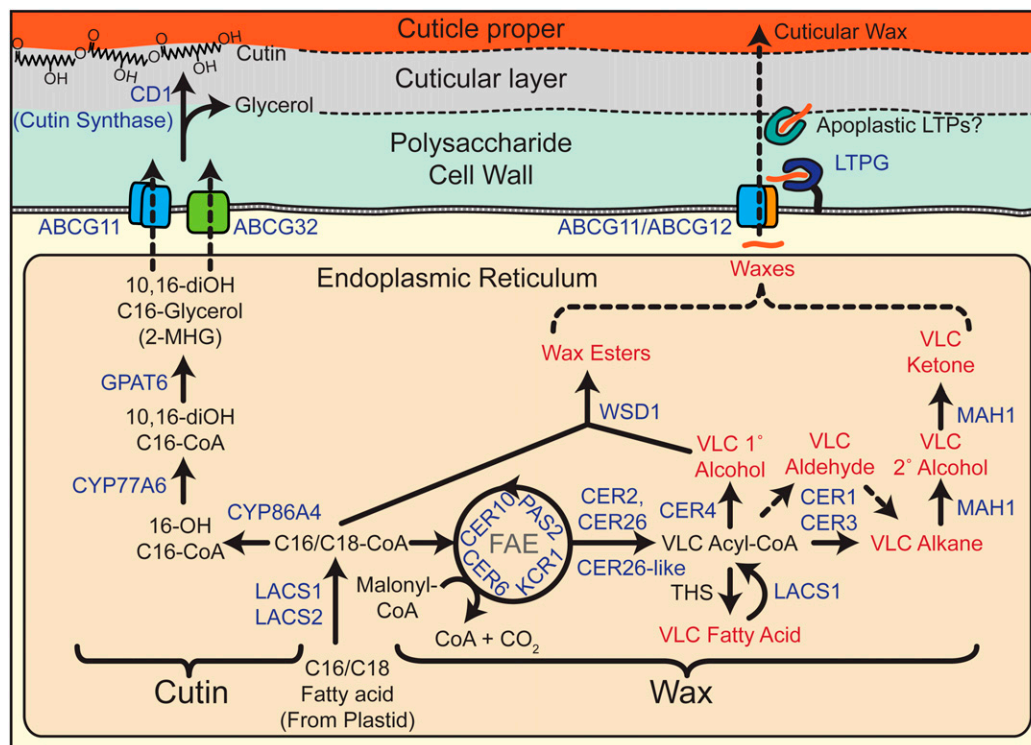 Cuticle proper
Cuticular Wax
O
O
O
OH
OH
OH
OH
Cutin
Cuticular layer
CD1
(Cutin Synthase)
Glycerol
Apoplastic LTPs?
Polysaccharide
Cell Wall
LTPG
ABCG11
ABCG32
ABCG11/ABCG12
Endoplasmic Reticulum
Waxes
10,16-diOH
C16-Glycerol
(2-MHG)
GPAT6
10,16-diOH
C16-CoA
CYP77A6
16-OH
C16-CoA
CYP86A4
C16/C18-CoA
LACS1
LACS2
C16/C18
Fatty acid
(From Plastid)
Cutin
Malonyl-
CoA
CoA + CO2
FAE
CER10
PAS2
CER6
KCR1
CER2,
CER26
CER26-like
Wax Esters
WSD1
VLC 1°
Alcohol
CER4
VLC Acyl-CoA
THS
LACS1
VLC Fatty Acid
VLC
Aldehyde
CER1
CER3
VLC Alkane
MAH1
VLC
2° Alcohol
MAH1
VLC
Ketone
Wax